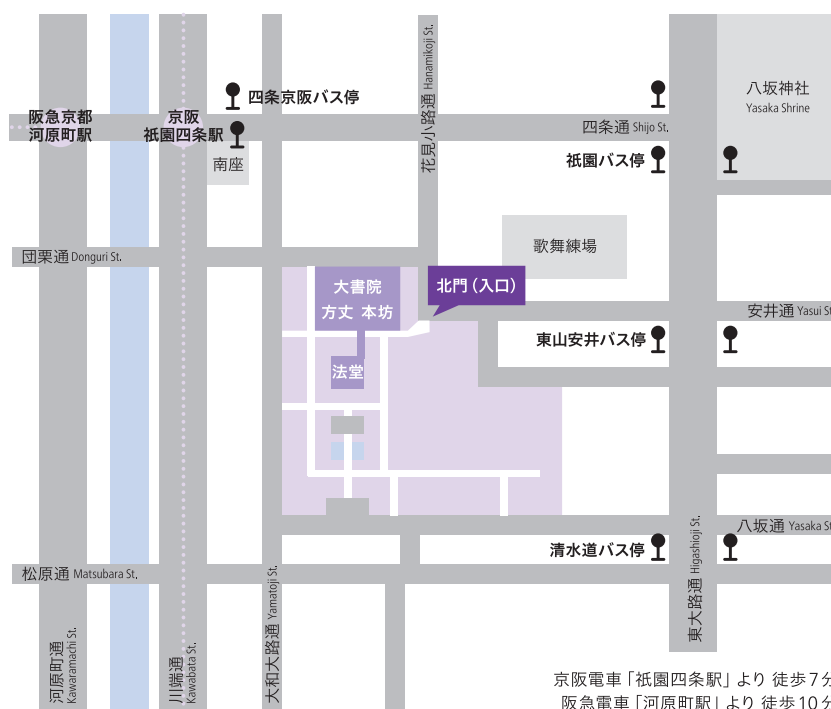 四条京阪バス停
花見小路通 Hanamikoji St.
八坂神社
Yasaka Shrine
阪急京都
河原町駅
京阪
祇園四条駅
四条通 Shijo St.
南座
祇園バス停
歌舞練場
団栗通 Donguri St.
大書院
方丈 本坊
北門(入口)
安井通 Yasui St
東山安井バス停
法堂
八坂通 Yasaka St
清水道バス停
東大路通 Higashioji St.
松原通 Matsubara St.
河原町通
Kawaramachi St.
川端通
Kawabata St.
大和大路通 Yamatoji St.
京阪電車「祇園四条駅」より 徒歩7分
阪急電車「河原町駅」より 徒歩10分